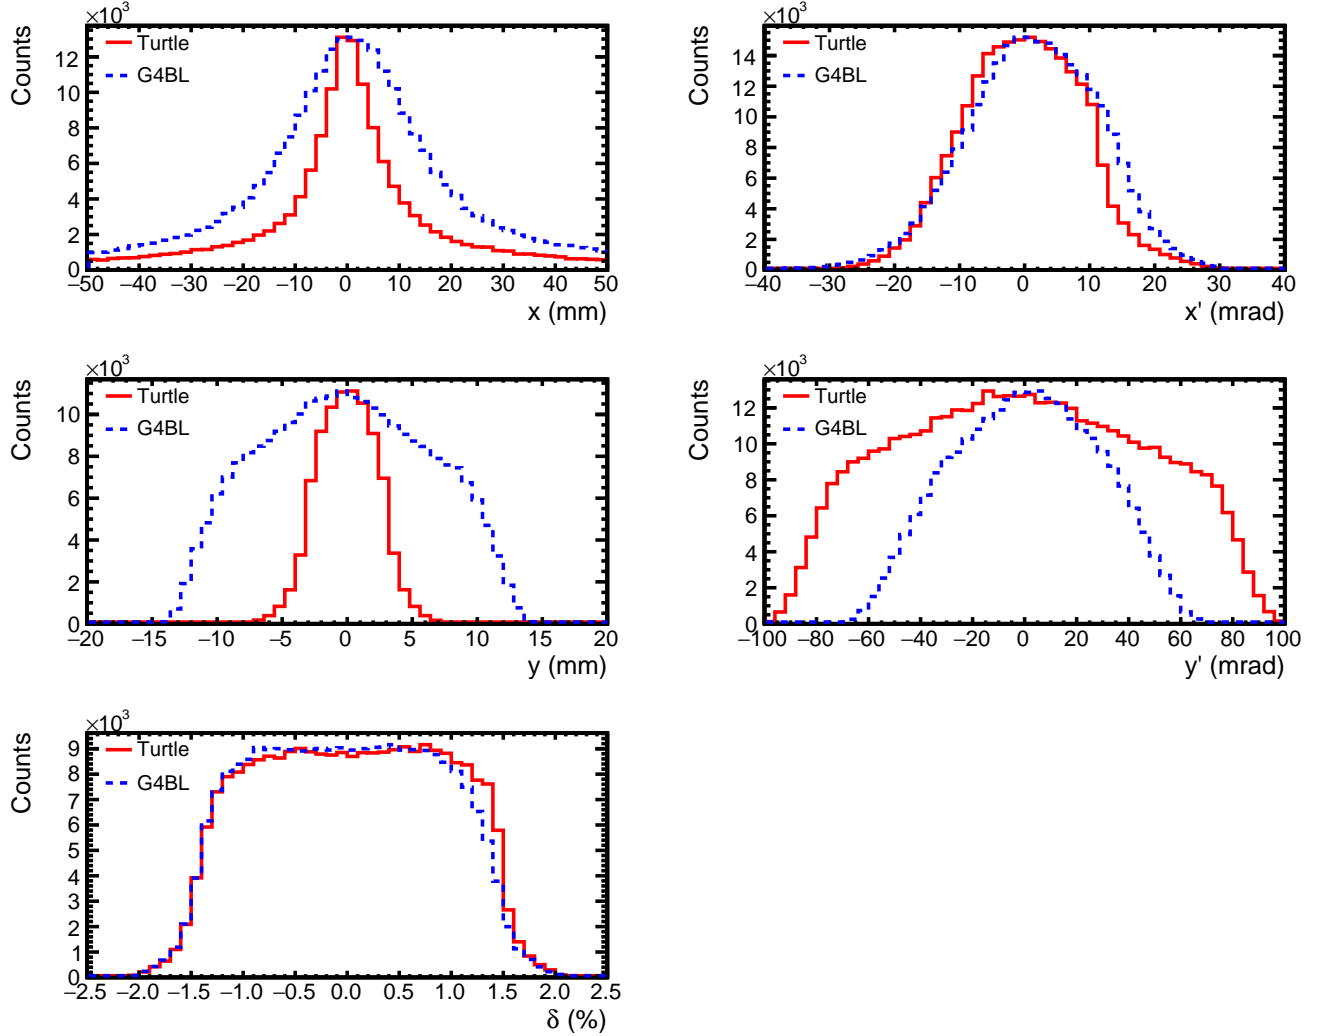 ×10³
Counts
Turtle
G4BL
12
10
8
6
4
2
0
−50 −40 −30 −20 −10 0 10 20 30 40 50
x (mm)
×10³
Counts
Turtle
G4BL
14
12
10
8
6
4
2
0
−40 −30 −20 −10 0 10 20 30 40
x' (mrad)
×10³
Counts
Turtle
G4BL
10
8
6
4
2
0
−20 −15 −10 −5 0 5 10 15 20
y (mm)
×10³
Counts
Turtle
G4BL
12
10
8
6
4
2
0
−100 −80 −60 −40 −20 0 20 40 60 80 100
y' (mrad)
×10³
Counts
Turtle
G4BL
9
8
7
6
5
4
3
2
1
0
−2.5 −2.0 −1.5 −1.0 −0.5 0.0 0.5 1.0 1.5 2.0 2.5
δ (%)